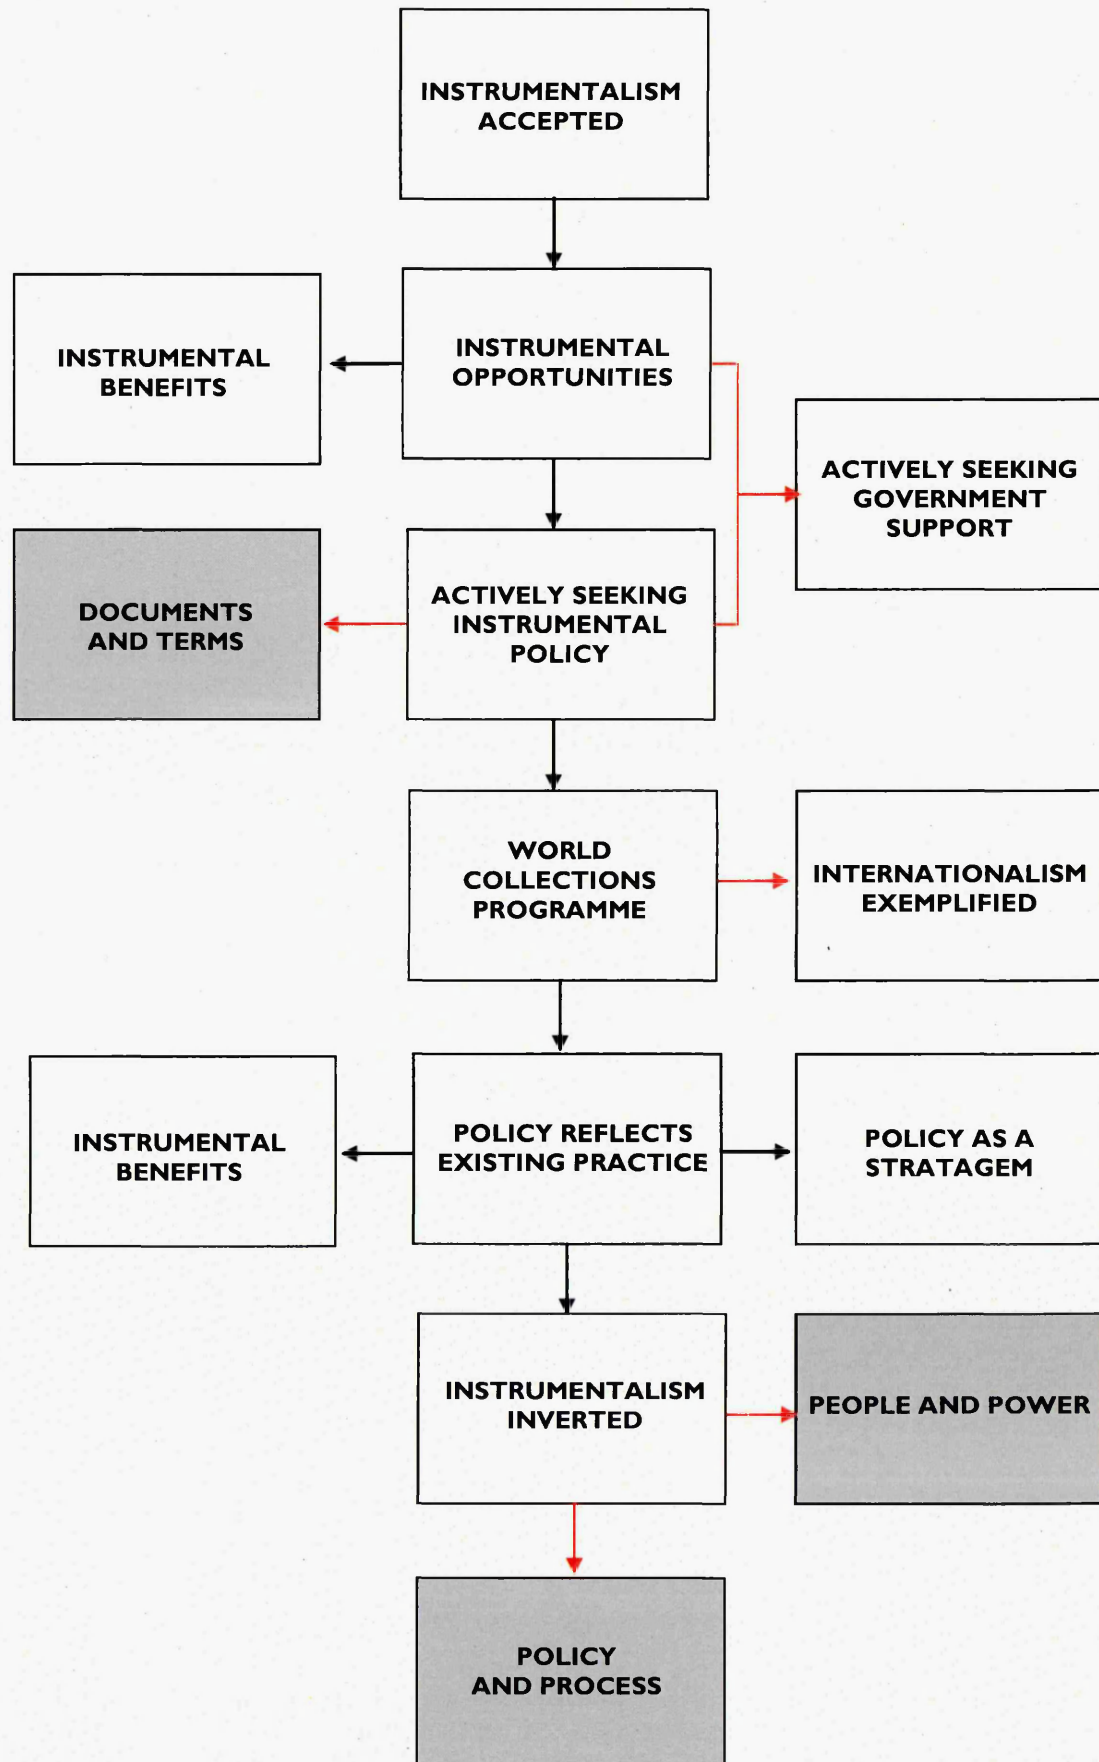 INSTRUMENTALISM
ACCEPTED
INSTRUMENTAL
BENEFITS
INSTRUMENTAL
OPPORTUNITIES
ACTIVELY SEEKING
GOVERNMENT
SUPPORT
DOCUMENTS
AND TERMS
ACTIVELY SEEKING
INSTRUMENTAL
POLICY
WORLD
COLLECTIONS
PROGRAMME
INTERNATIONALISM
EXEMPLIFIED
INSTRUMENTAL
BENEFITS
POLICY REFLECTS
EXISTING PRACTICE
POLICY AS A
STRATAGEM
INSTRUMENTALISM
INVERTED
PEOPLE AND POWER
POLICY
AND PROCESS